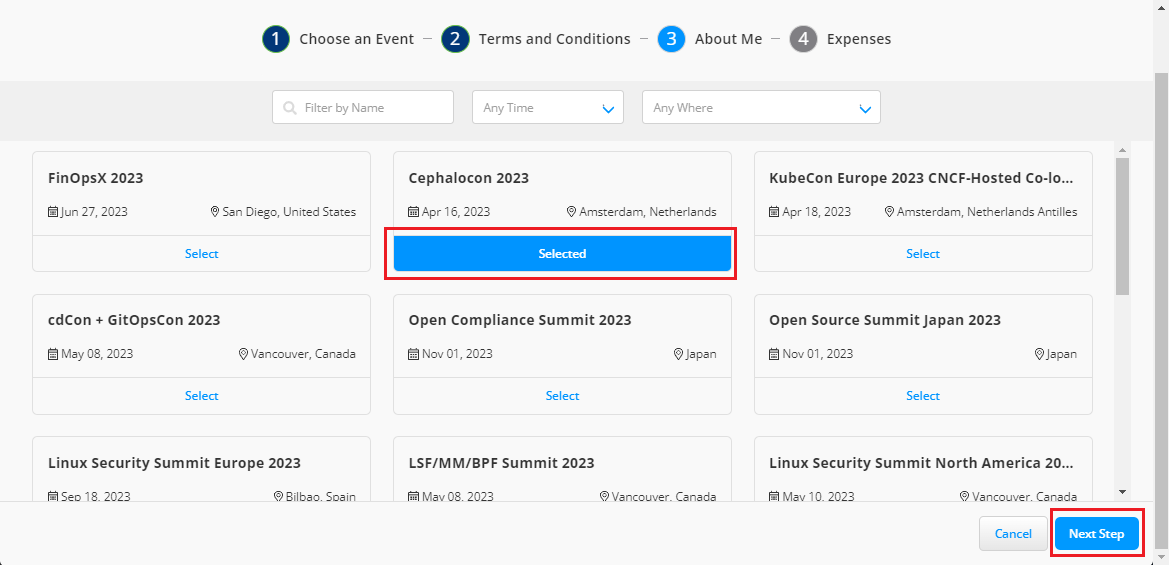 1 Choose an Event – 2 Terms and Conditions – 3 About Me – 4 Expenses
Filter by Name Any Time Any Where
FinOpsX 2023
Jun 27, 2023 San Diego, United States
Select
Cephalocon 2023
Apr 16, 2023 Amsterdam, Netherlands
Selected
KubeCon Europe 2023 CNCF-Hosted Co-lo...
Apr 18, 2023 Amsterdam, Netherlands Antilles
Select
cdCon + GitOpsCon 2023
May 08, 2023 Vancouver, Canada
Select
Open Compliance Summit 2023
Nov 01, 2023 Japan
Select
Open Source Summit Japan 2023
Nov 01, 2023 Japan
Select
Linux Security Summit Europe 2023
Sep 18, 2023 Bilbao, Spain
LSF/MM/BPF Summit 2023
May 08, 2023 Vancouver, Canada
Linux Security Summit North America 20...
May 10, 2023 Vancouver, Canada
Cancel Next Step